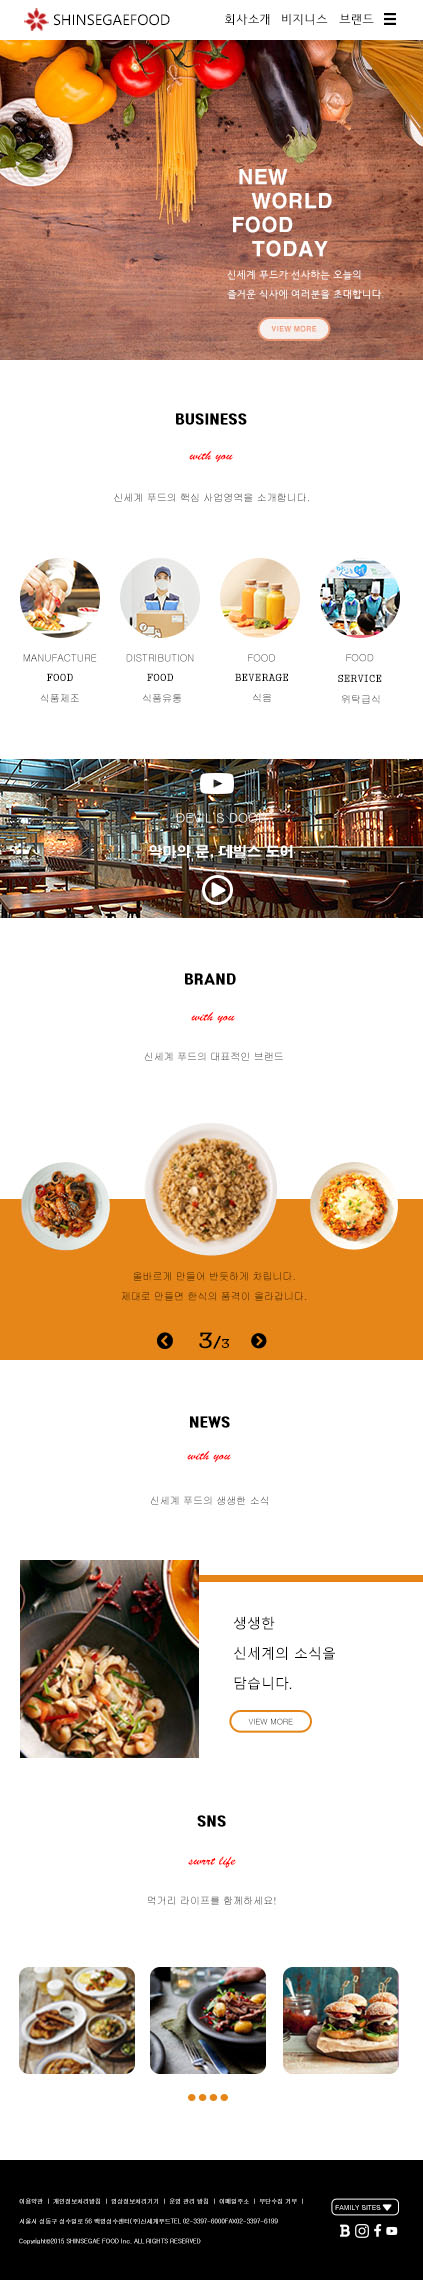 SHINSEGAEFOOD 회사소개 비지니스 브랜드
NEW
WORLD
FOOD
TODAY
신세계 푸드가 선사하는 오늘의
즐거운 식사에 여러분을 초대합니다.
VIEW MORE
BUSINESS
with you
신세계 푸드의 핵심 사업영역을 소개합니다.
MANUFACTURE DISTRIBUTION FOOD FOOD
FOOD FOOD BEVERAGE SERVICE
식품제조 식품유통 식음 위탁급식
DEVIL'S DOOR
악마의 문, 데빌스 도어
BRAND
with you
신세계 푸드의 대표적인 브랜드
올바르게 만들어 반듯하게 차립니다.
제대로 만들면 한식의 품격이 올라갑니다.
3/3
NEWS
with you
신세계 푸드의 생생한 소식
생생한
신세계의 소식을
담습니다.
VIEW MORE
SNS
swrrt life
먹거리 라이프를 함께하세요!
이용약관 | 개인정보처리방침 | 영상정보처리기기 | 운영 관리 방침 | 이메일주소 | 무단수집 거부 |
FAMILY SITES
서울시 성동구 성수일로 56 백영성수센터(주)신세계푸드TEL 02-3397-6000FAX02-3397-6199
Copyright©2015 SHINSEGAE FOOD Inc. ALL RIGHTS RESERVED